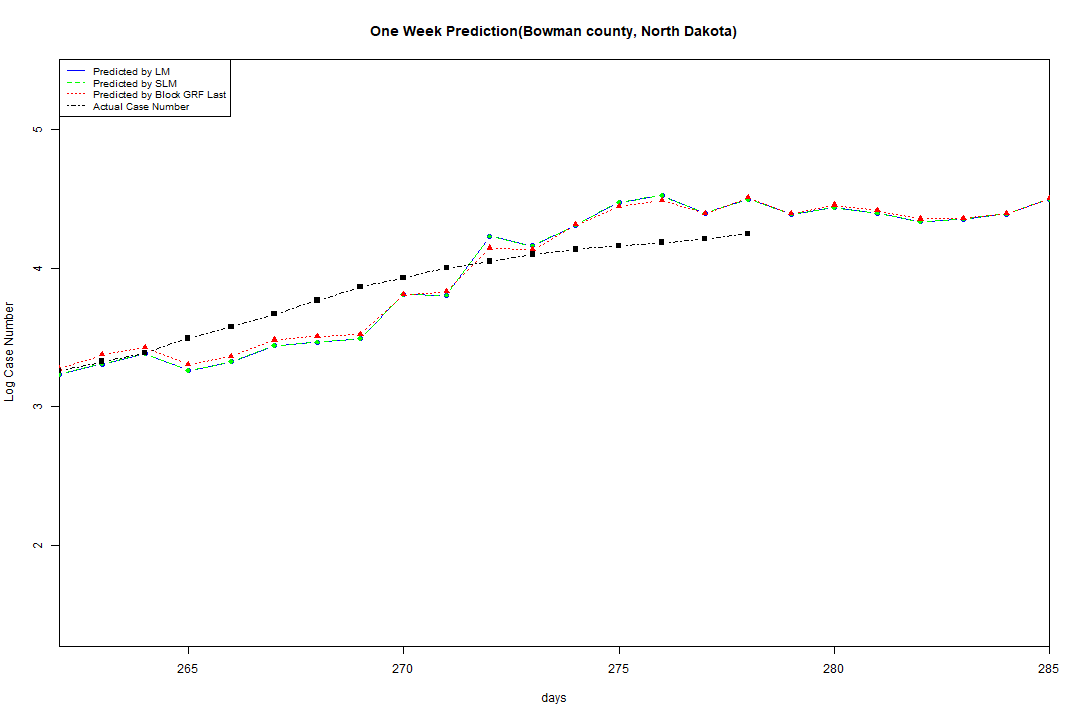 One Week Prediction(Bowman county, North Dakota)
Predicted by LM
Predicted by SLM
Predicted by Block GRF Last
Actual Case Number
5
4
3
2
Log Case Number
265 270 275 280 285
days